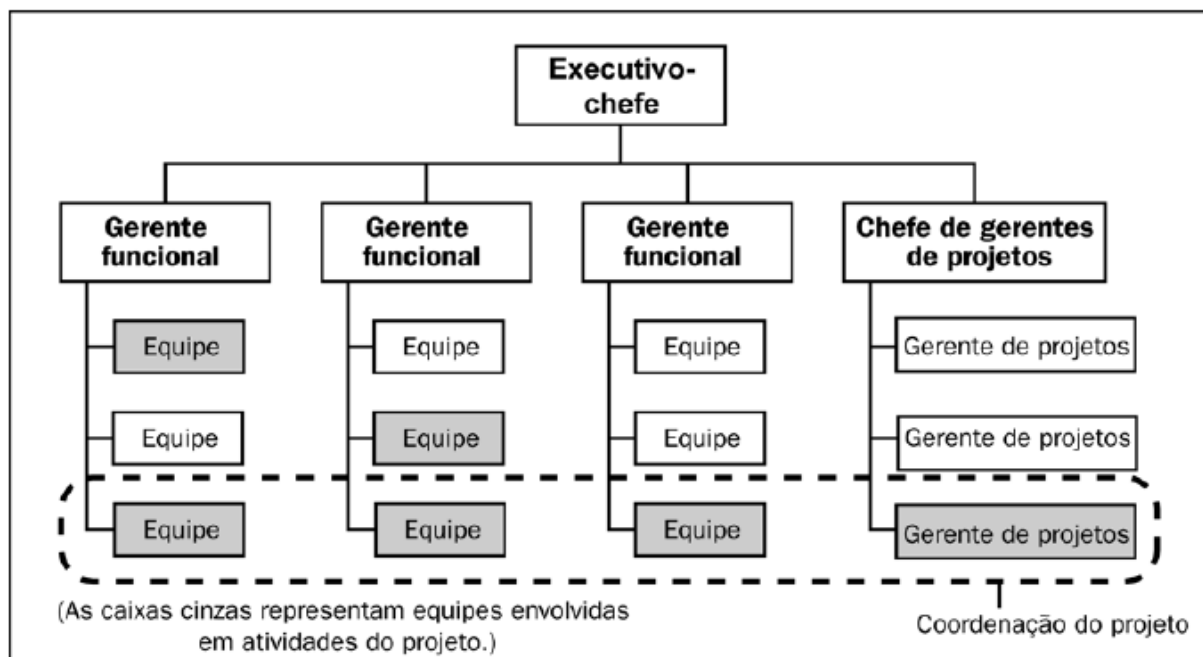 Executivo-
chefe
Gerente
funcional
Gerente
funcional
Gerente
funcional
Chefe de gerentes
de projetos
Equipe
Equipe
Equipe
Gerente de projetos
Equipe
Equipe
Equipe
Gerente de projetos
Equipe
Equipe
Equipe
Gerente de projetos
(As caixas cinzas representam equipes envolvidas
em atividades do projeto.)
Coordenação do projeto